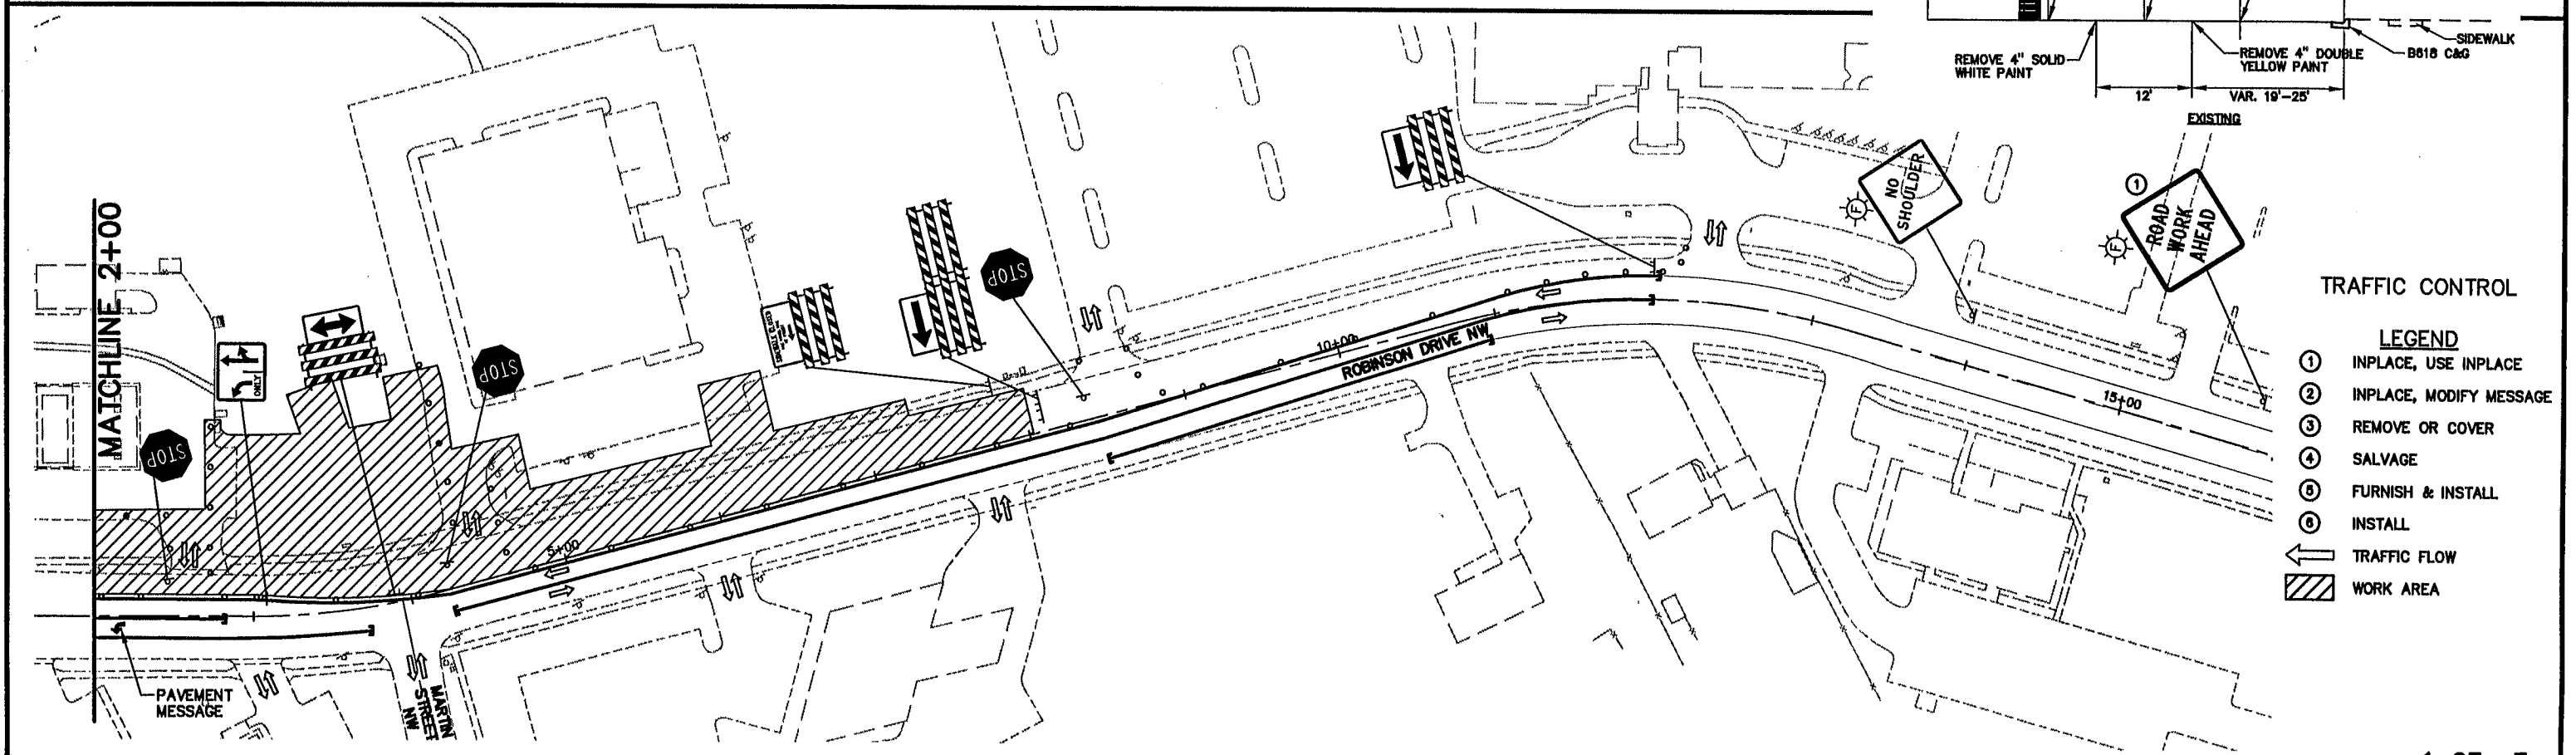 REMOVE 4" SOLID
WHITE PAINT
REMOVE 4" DOUBLE
YELLOW PAINT
B618 C&G
SIDEWALK
12'
VAR. 19'-25'
EXISTING
MATCHLINE 2+00
STOP
ONLY
STOP
STOP
NO
SHOULDER
F
1
ROAD
WORK
AHEAD
F
5+00
10+00
ROBINSON DRIVE NW
15+00
PAVEMENT
MESSAGE
MARTIN
STREET
NW
TRAFFIC CONTROL
LEGEND
1 INPLACE, USE INPLACE
2 INPLACE, MODIFY MESSAGE
3 REMOVE OR COVER
4 SALVAGE
5 FURNISH & INSTALL
6 INSTALL
TRAFFIC FLOW
WORK AREA